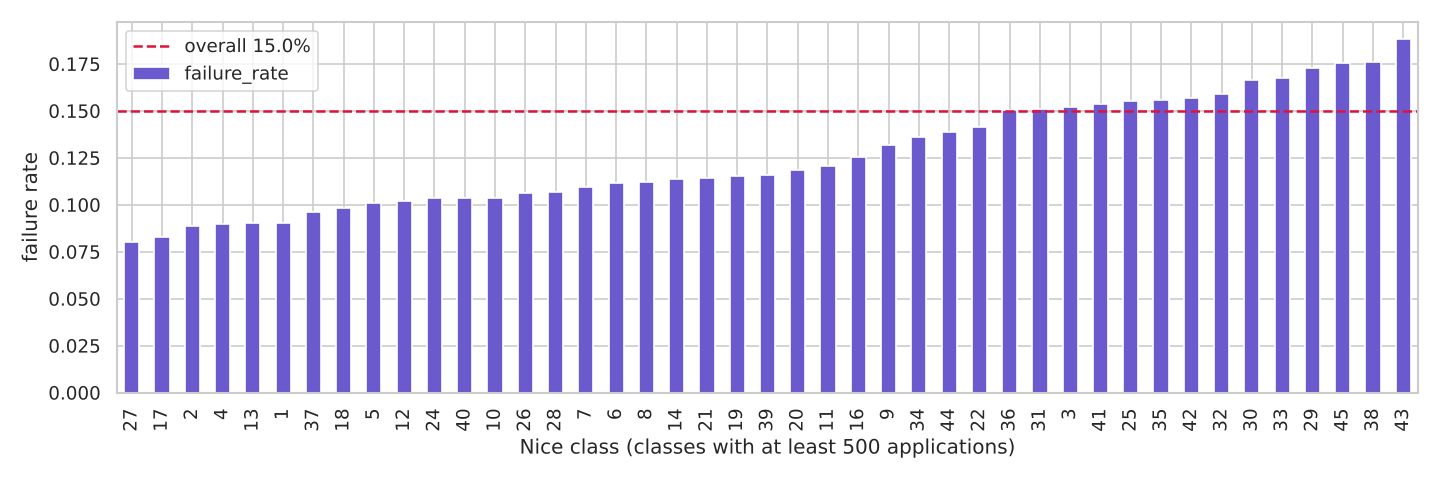 overall 15.0%
failure_rate
failure rate
0.175
0.150
0.125
0.100
0.075
0.050
0.025
0.000
27 17 2 4 13 1 37 18 5 12 24 40 10 26 28 7 6 8 14 21 19 39 20 11 16 9 34 44 22 36 31 3 41 25 35 42 32 30 33 29 45 38 43
Nice class (classes with at least 500 applications)